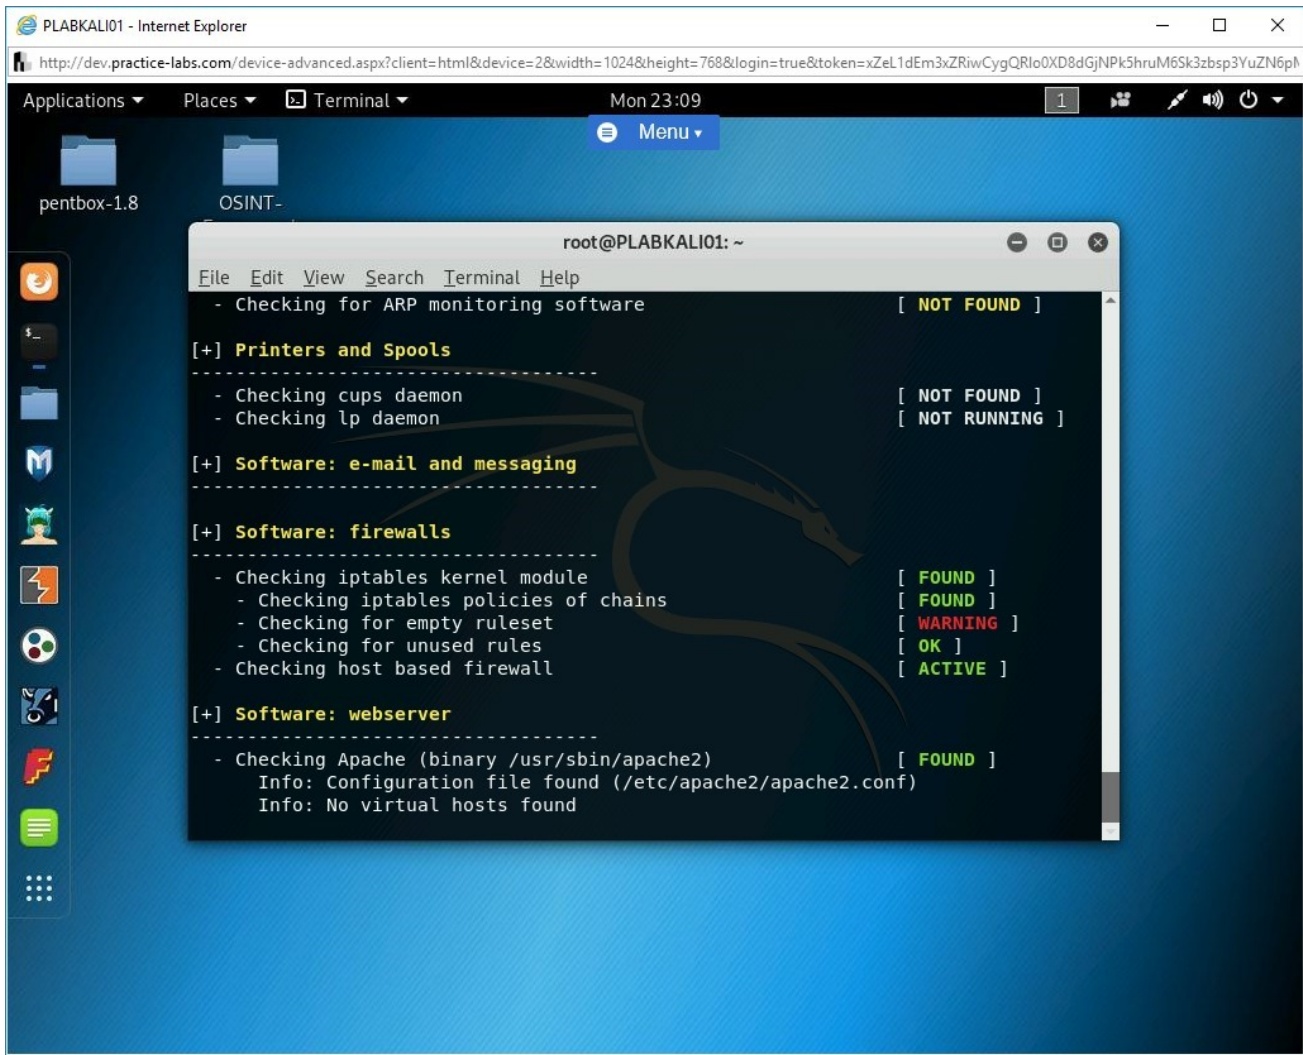 PLABKALI01 - Internet Explorer
http://dev.practice-labs.com/device-advanced.aspx?client=html&device=2&width=1024&height=768&login=true&token=xZeL1dEm3xZRiwCygQRIo0XD8dGjNPk5hruM6Sk3zbsp3YuZN6pN
Applications Places Terminal Mon 23:09 1
Menu
pentbox-1.8 OSINT-
root@PLABKALI01: ~
File Edit View Search Terminal Help
- Checking for ARP monitoring software [ NOT FOUND ]
[+] Printers and Spools
------------------------------------
- Checking cups daemon [ NOT FOUND ]
- Checking lp daemon [ NOT RUNNING ]
[+] Software: e-mail and messaging
------------------------------------
[+] Software: firewalls
------------------------------------
- Checking iptables kernel module [ FOUND ]
- Checking iptables policies of chains [ FOUND ]
- Checking for empty ruleset [ WARNING ]
- Checking for unused rules [ OK ]
- Checking host based firewall [ ACTIVE ]
[+] Software: webserver
------------------------------------
- Checking Apache (binary /usr/sbin/apache2) [ FOUND ]
Info: Configuration file found (/etc/apache2/apache2.conf)
Info: No virtual hosts found